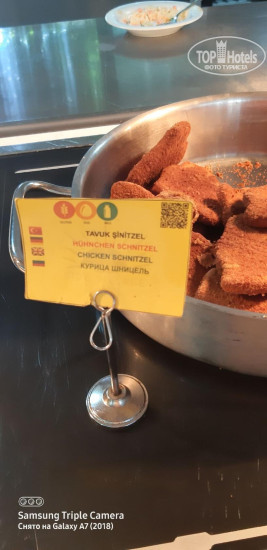 TOP Hotels
ФОТО ТУРИСТА
TAVUK ŞİNİTZEL
HÜHNCHEN SCHNITZEL
CHICKEN SCHNITZEL
КУРИЦА ШНИЦЕЛЬ
Samsung Triple Camera
Снято на Galaxy A7 (2018)